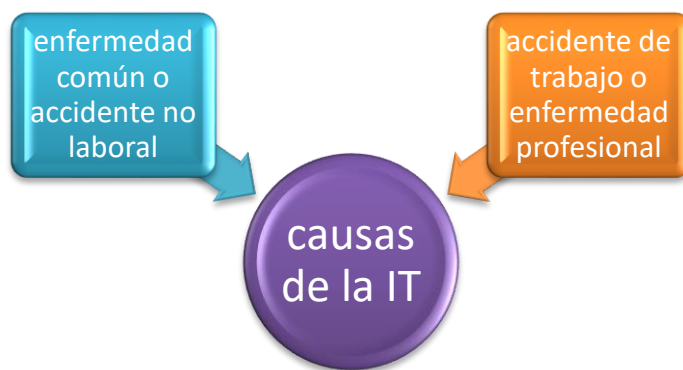 enfermedad
común o
accidente no
laboral
accidente de
trabajo o
enfermedad
profesional
causas
de la IT